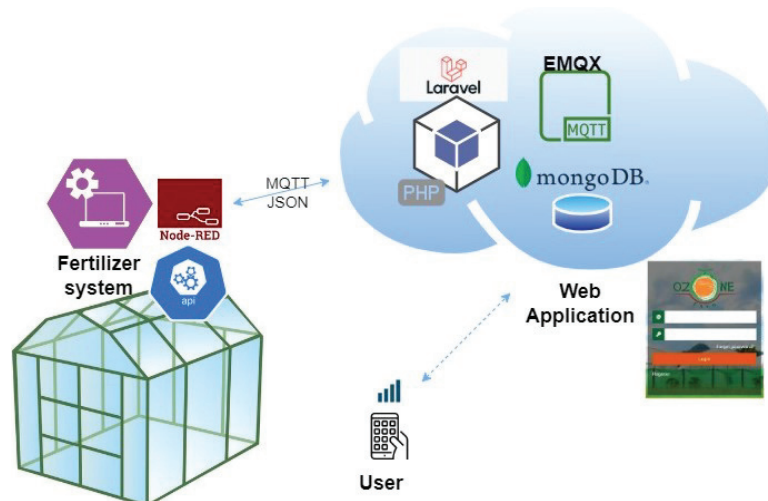 Laravel
EMQX
MQTT
PHP
mongoDB.
MQTT
JSON
Node-RED
Fertilizer
system
api
Web
Application
OZ NE
User